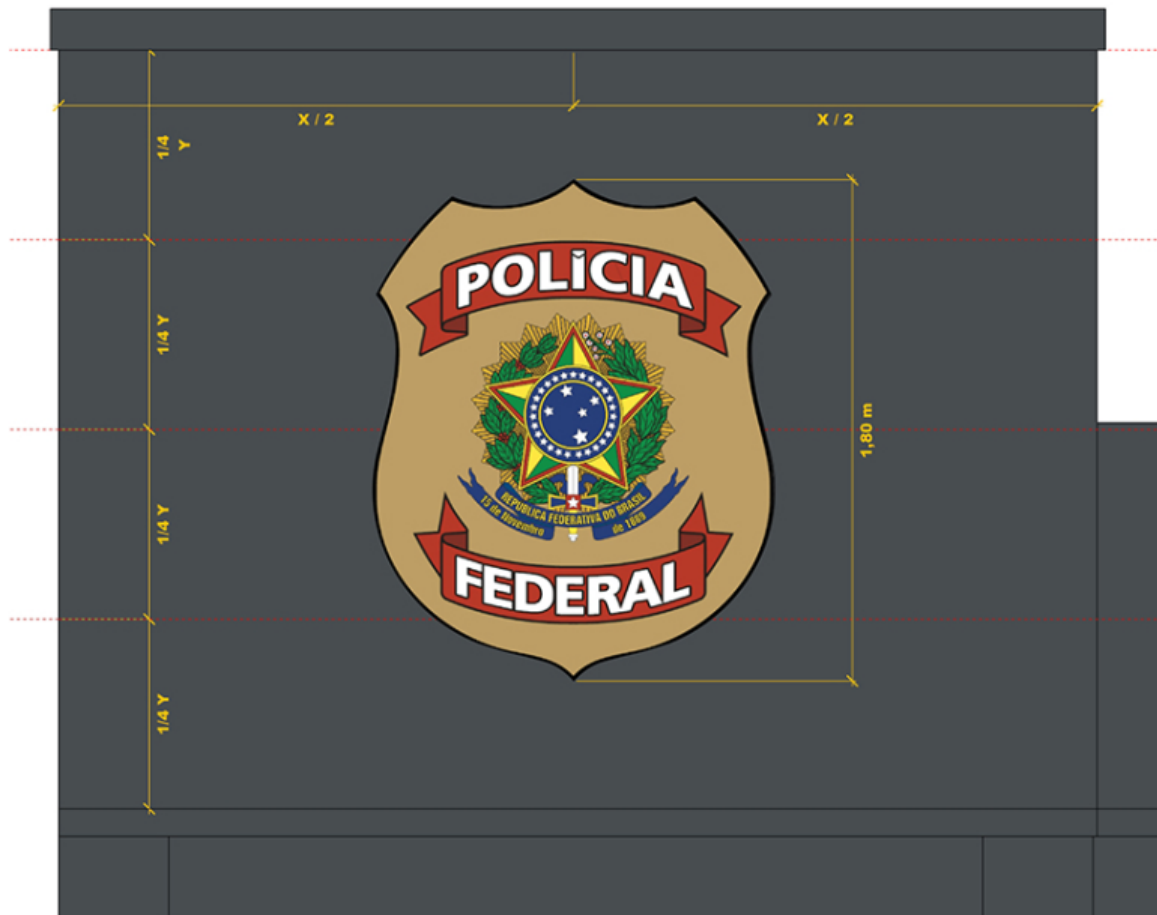 X / 2
X / 2
1/4
Y
1/4 Y
1/4 Y
1/4 Y
1,80 m
POLÍCIA
REPUBLICA FEDERATIVA DO BRASIL
15 de Novembro
de 1889
FEDERAL